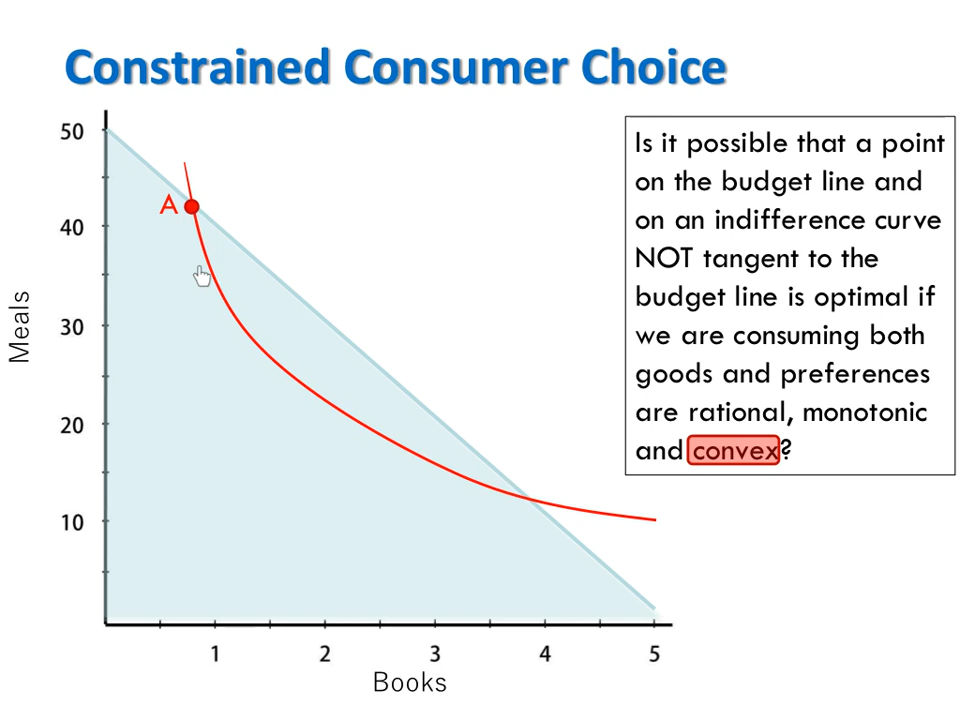 Constrained Consumer Choice
50
40
30
20
10
A
Meals
1 2 3 4 5
Books
Is it possible that a point
on the budget line and
on an indifference curve
NOT tangent to the
budget line is optimal if
we are consuming both
goods and preferences
are rational, monotonic
and convex?